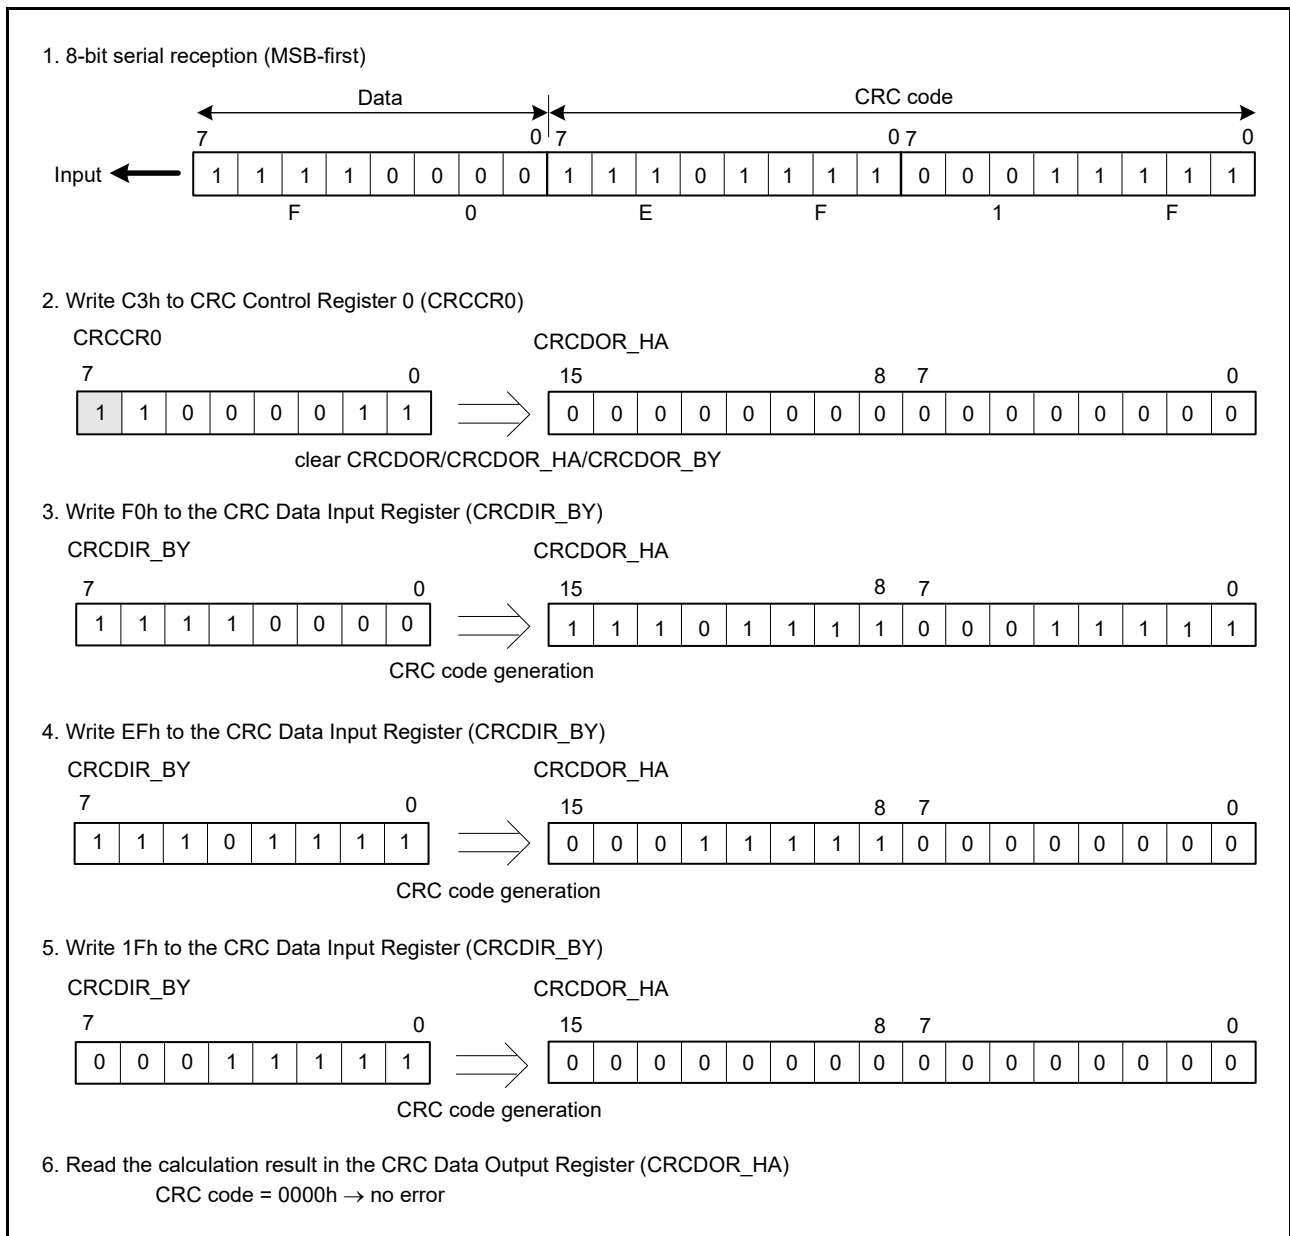 1. 8-bit serial reception (MSB-first)
Data CRC code
7 0 7 0 7 0
Input 1 1 1 1 0 0 0 0 1 1 1 0 1 1 1 1 0 0 0 1 1 1 1 1
F 0 E F 1 F
2. Write C3h to CRC Control Register 0 (CRCCR0)
CRCCR0 CRCDOR_HA
7 0 15 8 7 0
1 1 0 0 0 0 1 1 0 0 0 0 0 0 0 0 0 0 0 0 0 0 0 0
clear CRCDOR/CRCDOR_HA/CRCDOR_BY
3. Write F0h to the CRC Data Input Register (CRCDIR_BY)
CRCDIR_BY CRCDOR_HA
7 0 15 8 7 0
1 1 1 1 0 0 0 0 1 1 1 0 1 1 1 1 0 0 0 1 1 1 1 1
CRC code generation
4. Write EFh to the CRC Data Input Register (CRCDIR_BY)
CRCDIR_BY CRCDOR_HA
7 0 15 8 7 0
1 1 1 0 1 1 1 1 0 0 0 1 1 1 1 1 0 0 0 0 0 0 0 0
CRC code generation
5. Write 1Fh to the CRC Data Input Register (CRCDIR_BY)
CRCDIR_BY CRCDOR_HA
7 0 15 8 7 0
0 0 0 1 1 1 1 1 0 0 0 0 0 0 0 0 0 0 0 0 0 0 0 0
CRC code generation
6. Read the calculation result in the CRC Data Output Register (CRCDOR_HA)
CRC code = 0000h → no error